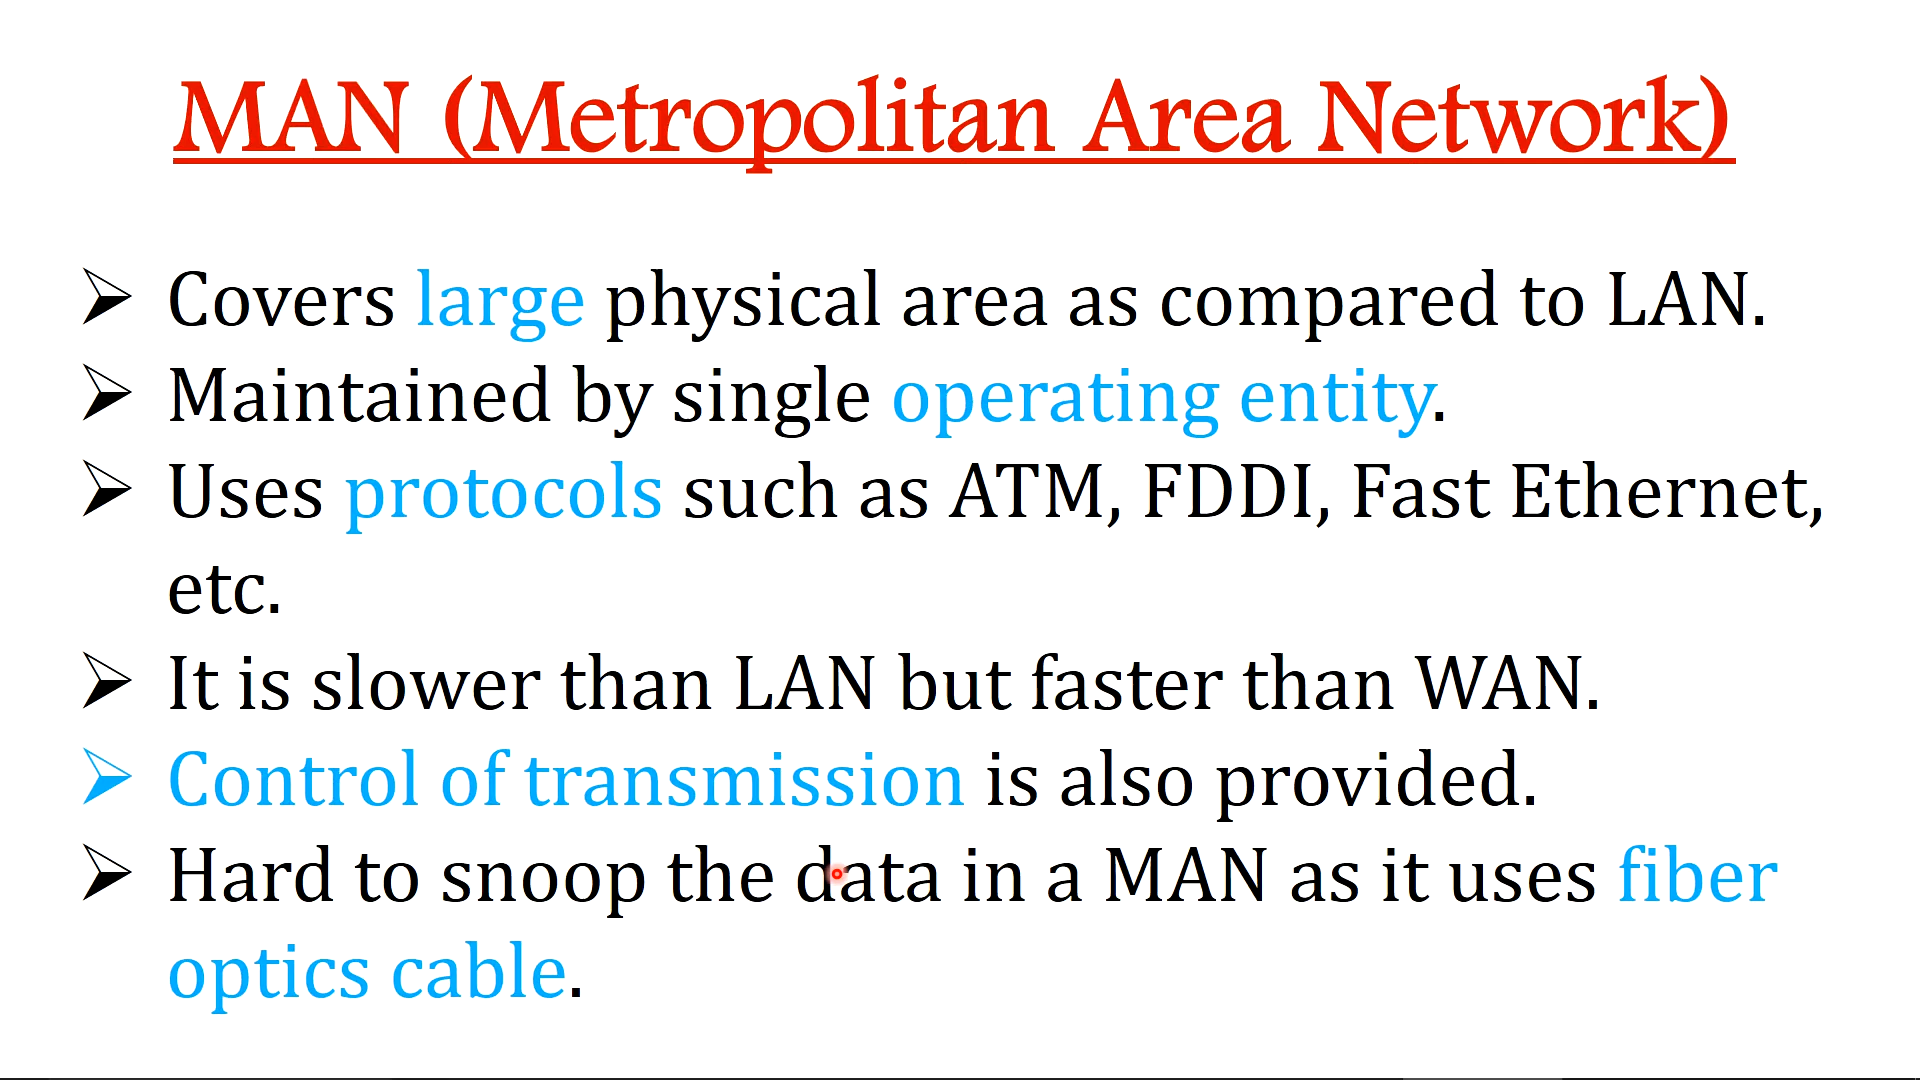 MAN (Metropolitan Area Network)
Covers large physical area as compared to LAN.
Maintained by single operating entity.
Uses protocols such as ATM, FDDI, Fast Ethernet,
etc.
It is slower than LAN but faster than WAN.
Control of transmission is also provided.
Hard to snoop the data in a MAN as it uses fiber
optics cable.